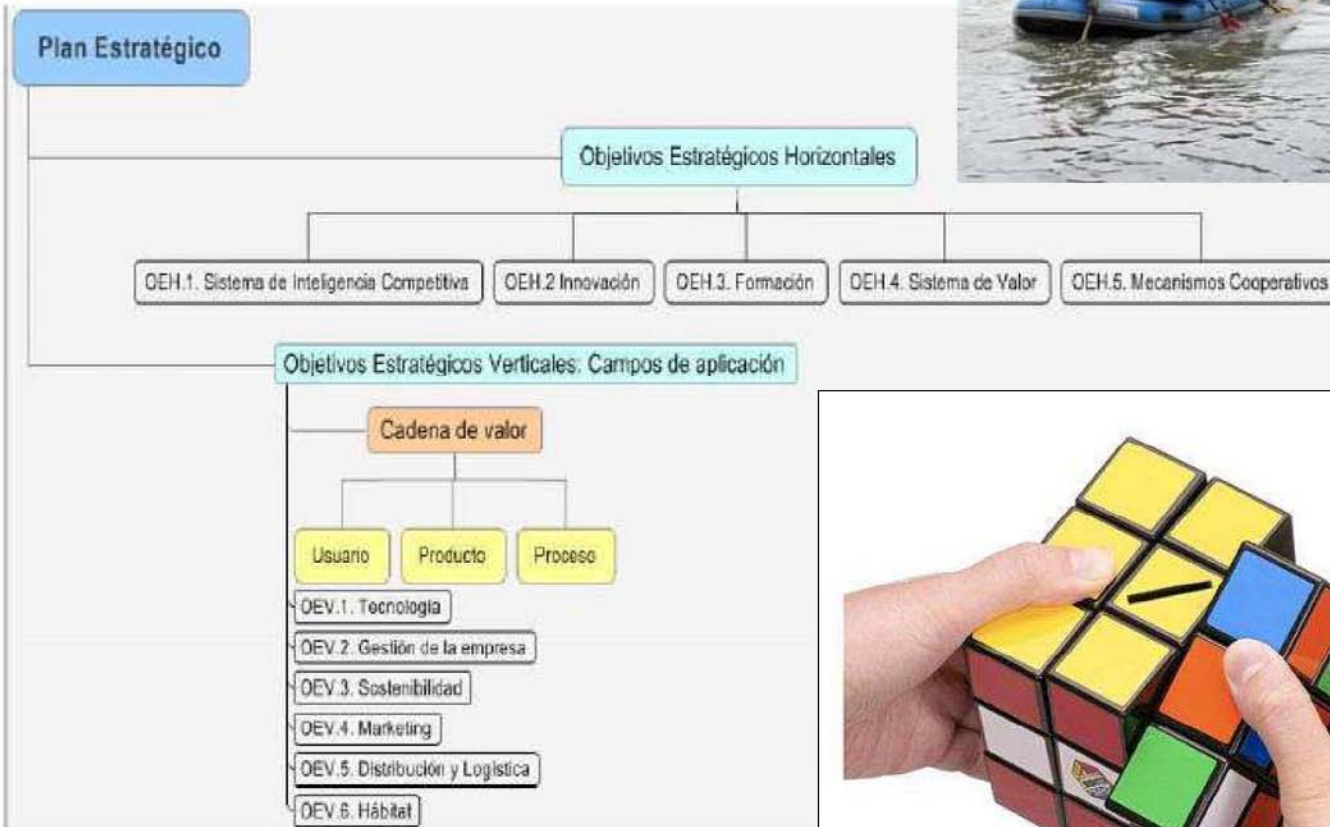 Plan Estratégico
Objetivos Estratégicos Horizontales
OEH.1. Sistema de Inteligencia Competitiva
OEH.2 Innovación
OEH.3. Formación
OEH.4. Sistema de Valor
OEH.5. Mecanismos Cooperativos
Objetivos Estratégicos Verticales: Campos de aplicación
Cadena de valor
Usuario
Producto
Proceso
OEV.1. Tecnología
OEV.2. Gestión de la empresa
OEV.3. Sostenibilidad
OEV.4. Marketing
OEV.5. Distribución y Logística
OEV.6. Hábitat